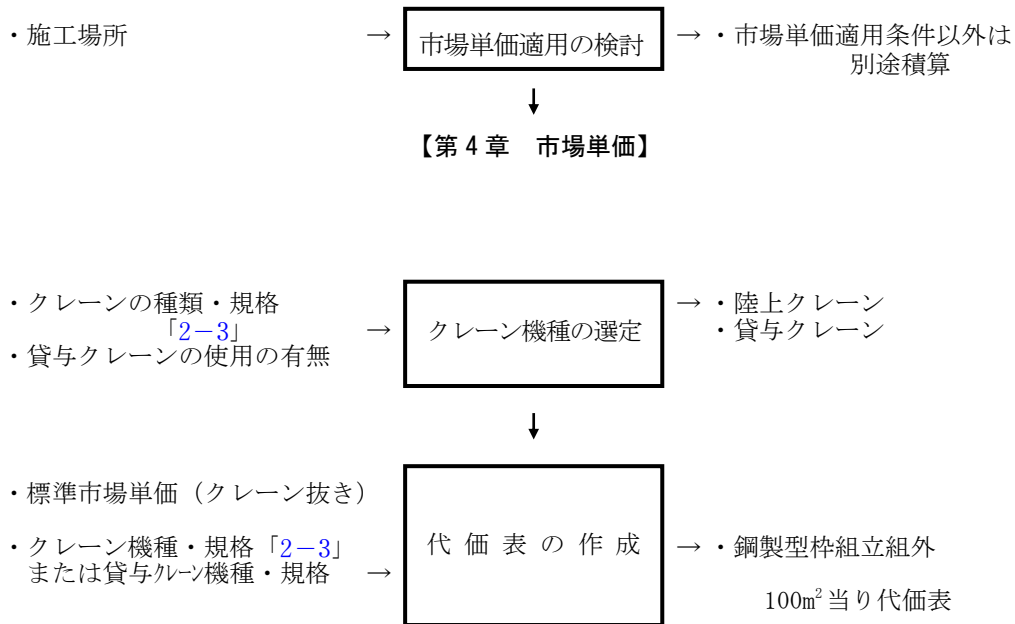 ・施工場所 → 市場単価適用の検討 → ・市場単価適用条件以外は
別途積算
↓
【第4章　市場単価】
・クレーンの種類・規格
「2－3」
・貸与クレーンの使用の有無
→ クレーン機種の選定 → ・陸上クレーン
・貸与クレーン
↓
・標準市場単価（クレーン抜き）
・クレーン機種・規格「2－3」
または貸与クレーン機種・規格 →
代価表の作成 → ・鋼製型枠組立組外
100m²当り代価表